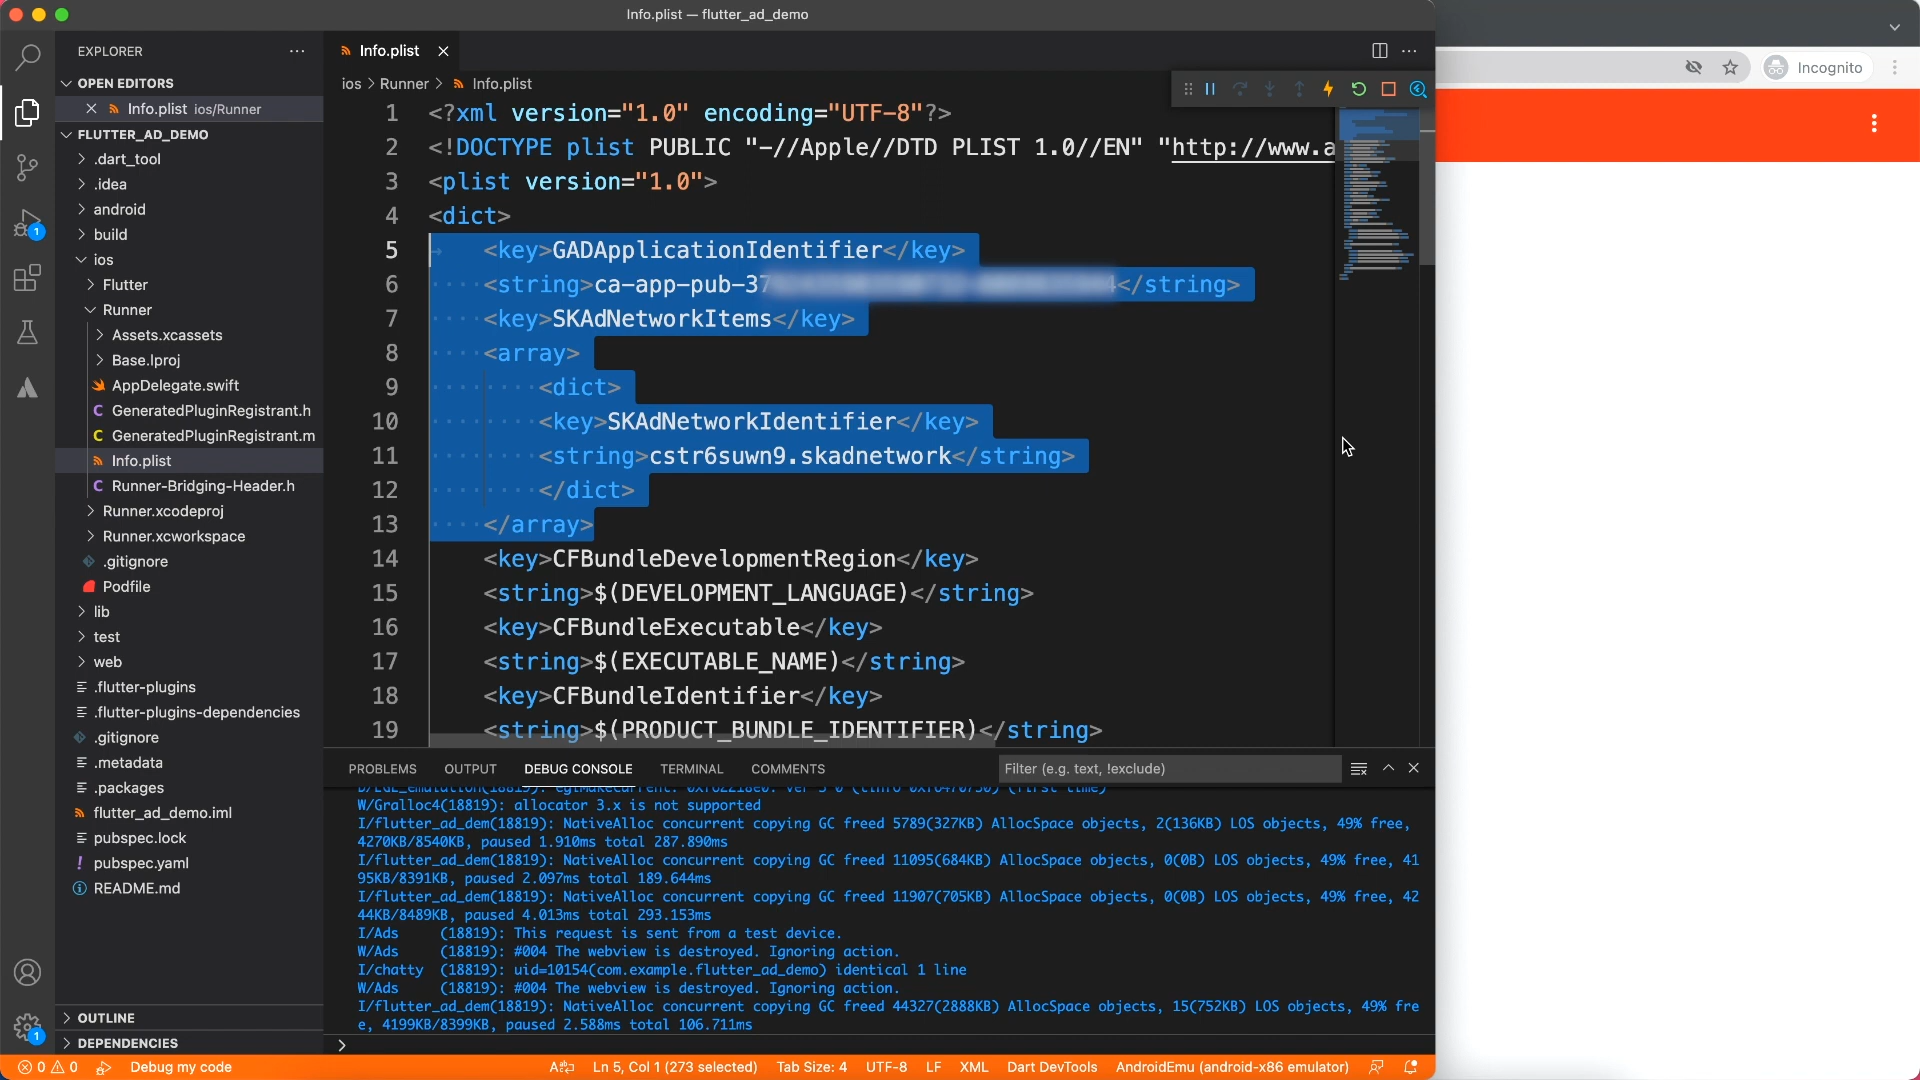 Info.plist — flutter_ad_demo
Incognito
EXPLORER
OPEN EDITORS
Info.plist ios/Runner
FLUTTER_AD_DEMO
.dart_tool
.idea
android
build
ios
Flutter
Runner
Assets.xcassets
Base.lproj
AppDelegate.swift
C GeneratedPluginRegistrant.h
C GeneratedPluginRegistrant.m
Info.plist
C Runner-Bridging-Header.h
Runner.xcodeproj
Runner.xcworkspace
.gitignore
Podfile
lib
test
web
.flutter-plugins
.flutter-plugins-dependencies
.gitignore
.metadata
.packages
flutter_ad_demo.iml
pubspec.lock
! pubspec.yaml
README.md
OUTLINE
DEPENDENCIES
1
1
Info.plist
ios > Runner > Info.plist
1 <?xml version="1.0" encoding="UTF-8"?>
2 <!DOCTYPE plist PUBLIC "-//Apple//DTD PLIST 1.0//EN" "http://www.a
3 <plist version="1.0">
4 <dict>
5 <key>GADApplicationIdentifier</key>
6 <string>ca-app-pub-37 4</string>
7 <key>SKAdNetworkItems</key>
8 <array>
9 <dict>
10 <key>SKAdNetworkIdentifier</key>
11 <string>cstr6suwn9.skadnetwork</string>
12 </dict>
13 </array>
14 <key>CFBundleDevelopmentRegion</key>
15 <string>$(DEVELOPMENT_LANGUAGE)</string>
16 <key>CFBundleExecutable</key>
17 <string>$(EXECUTABLE_NAME)</string>
18 <key>CFBundleIdentifier</key>
19 <string>$(PRODUCT_BUNDLE_IDENTIFIER)</string>
PROBLEMS OUTPUT DEBUG CONSOLE TERMINAL COMMENTS Filter (e.g. text, !exclude)
W/Gralloc4(18819): allocator 3.x is not supported
I/flutter_ad_dem(18819): NativeAlloc concurrent copying GC freed 5789(327KB) AllocSpace objects, 2(136KB) LOS objects, 49% free,
4270KB/8540KB, paused 1.910ms total 287.890ms
I/flutter_ad_dem(18819): NativeAlloc concurrent copying GC freed 11095(684KB) AllocSpace objects, 0(0B) LOS objects, 49% free, 41
95KB/8391KB, paused 2.097ms total 189.644ms
I/flutter_ad_dem(18819): NativeAlloc concurrent copying GC freed 11907(705KB) AllocSpace objects, 0(0B) LOS objects, 49% free, 42
44KB/8489KB, paused 4.013ms total 293.153ms
I/Ads (18819): This request is sent from a test device.
W/Ads (18819): #004 The webview is destroyed. Ignoring action.
I/chatty (18819): uid=10154(com.example.flutter_ad_demo) identical 1 line
W/Ads (18819): #004 The webview is destroyed. Ignoring action.
I/flutter_ad_dem(18819): NativeAlloc concurrent copying GC freed 44327(2888KB) AllocSpace objects, 15(752KB) LOS objects, 49% fre
e, 4199KB/8399KB, paused 2.588ms total 106.711ms
0 0 Debug my code Ln 5, Col 1 (273 selected) Tab Size: 4 UTF-8 LF XML Dart DevTools AndroidEmu (android-x86 emulator)